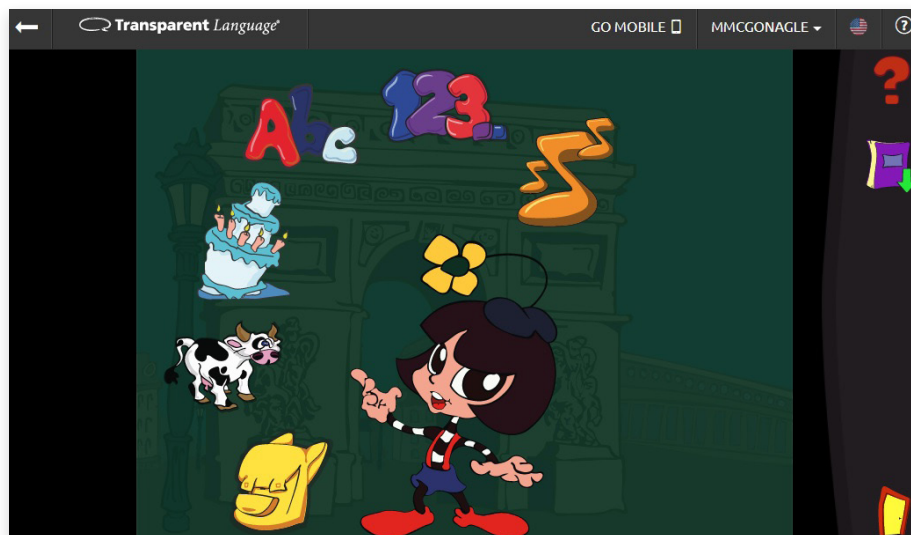 Transparent Language®
GO MOBILE
MMCGONAGLE
?
Abc
123
?